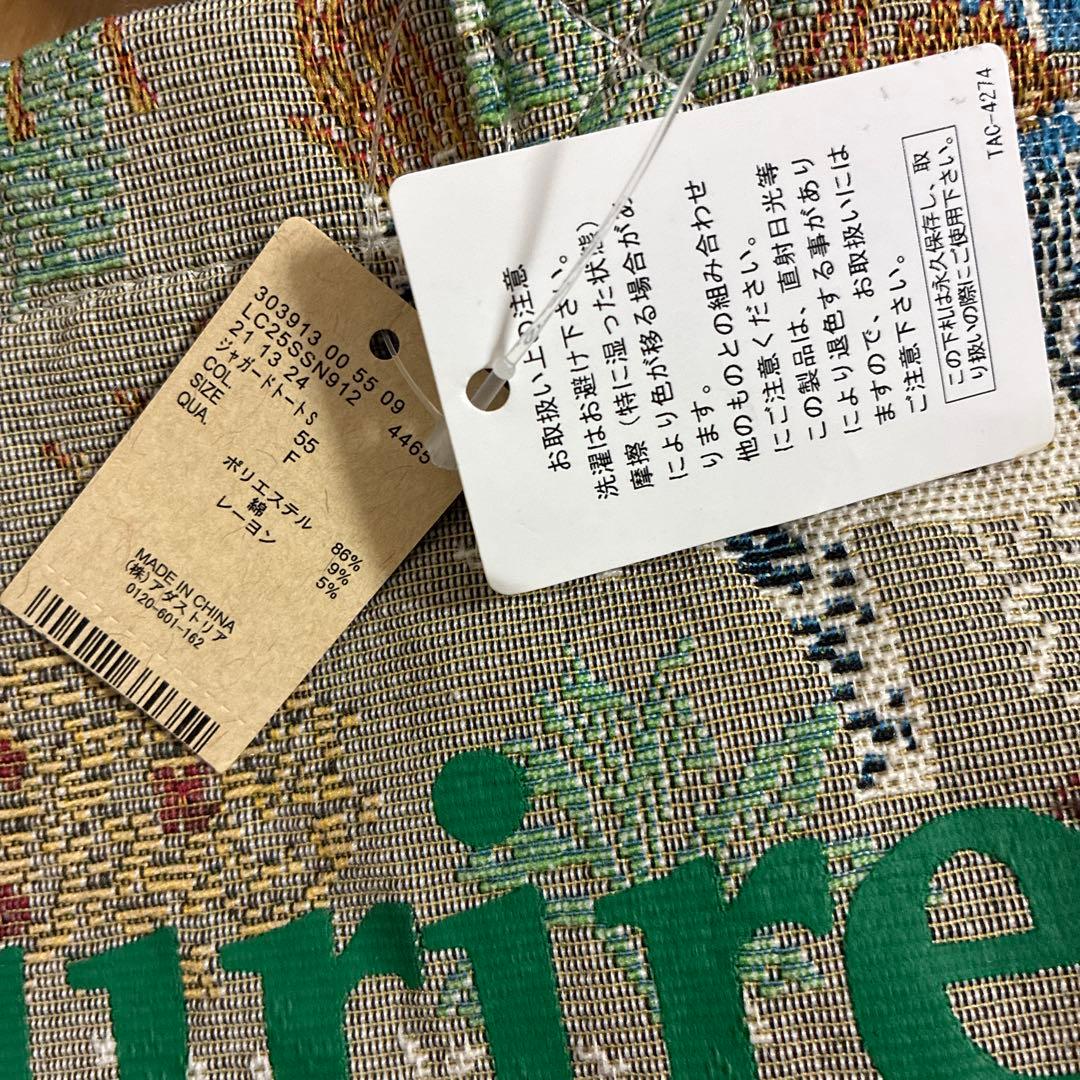 303913 00 55 09
LC25SSN912
21 13 24 4465
ジャガードトートS
COL 55
SIZE F
QUA.
ポリエステル 86%
綿 9%
レーヨン 5%
MADE IN CHINA
(株)アダストリア
0120-601-162
お取扱い上の注意
洗濯はお避け下さい。
摩擦(特に湿った状態)
により色が移る場合があ
ります。
他のものとの組み合わせ
にご注意ください。
この製品は、直射日光等
により退色する事があり
ますので、お取扱いには
ご注意下さい。
この下札は永久保存し、取
り扱いの際にご使用下さい。
TAC-4274
urire